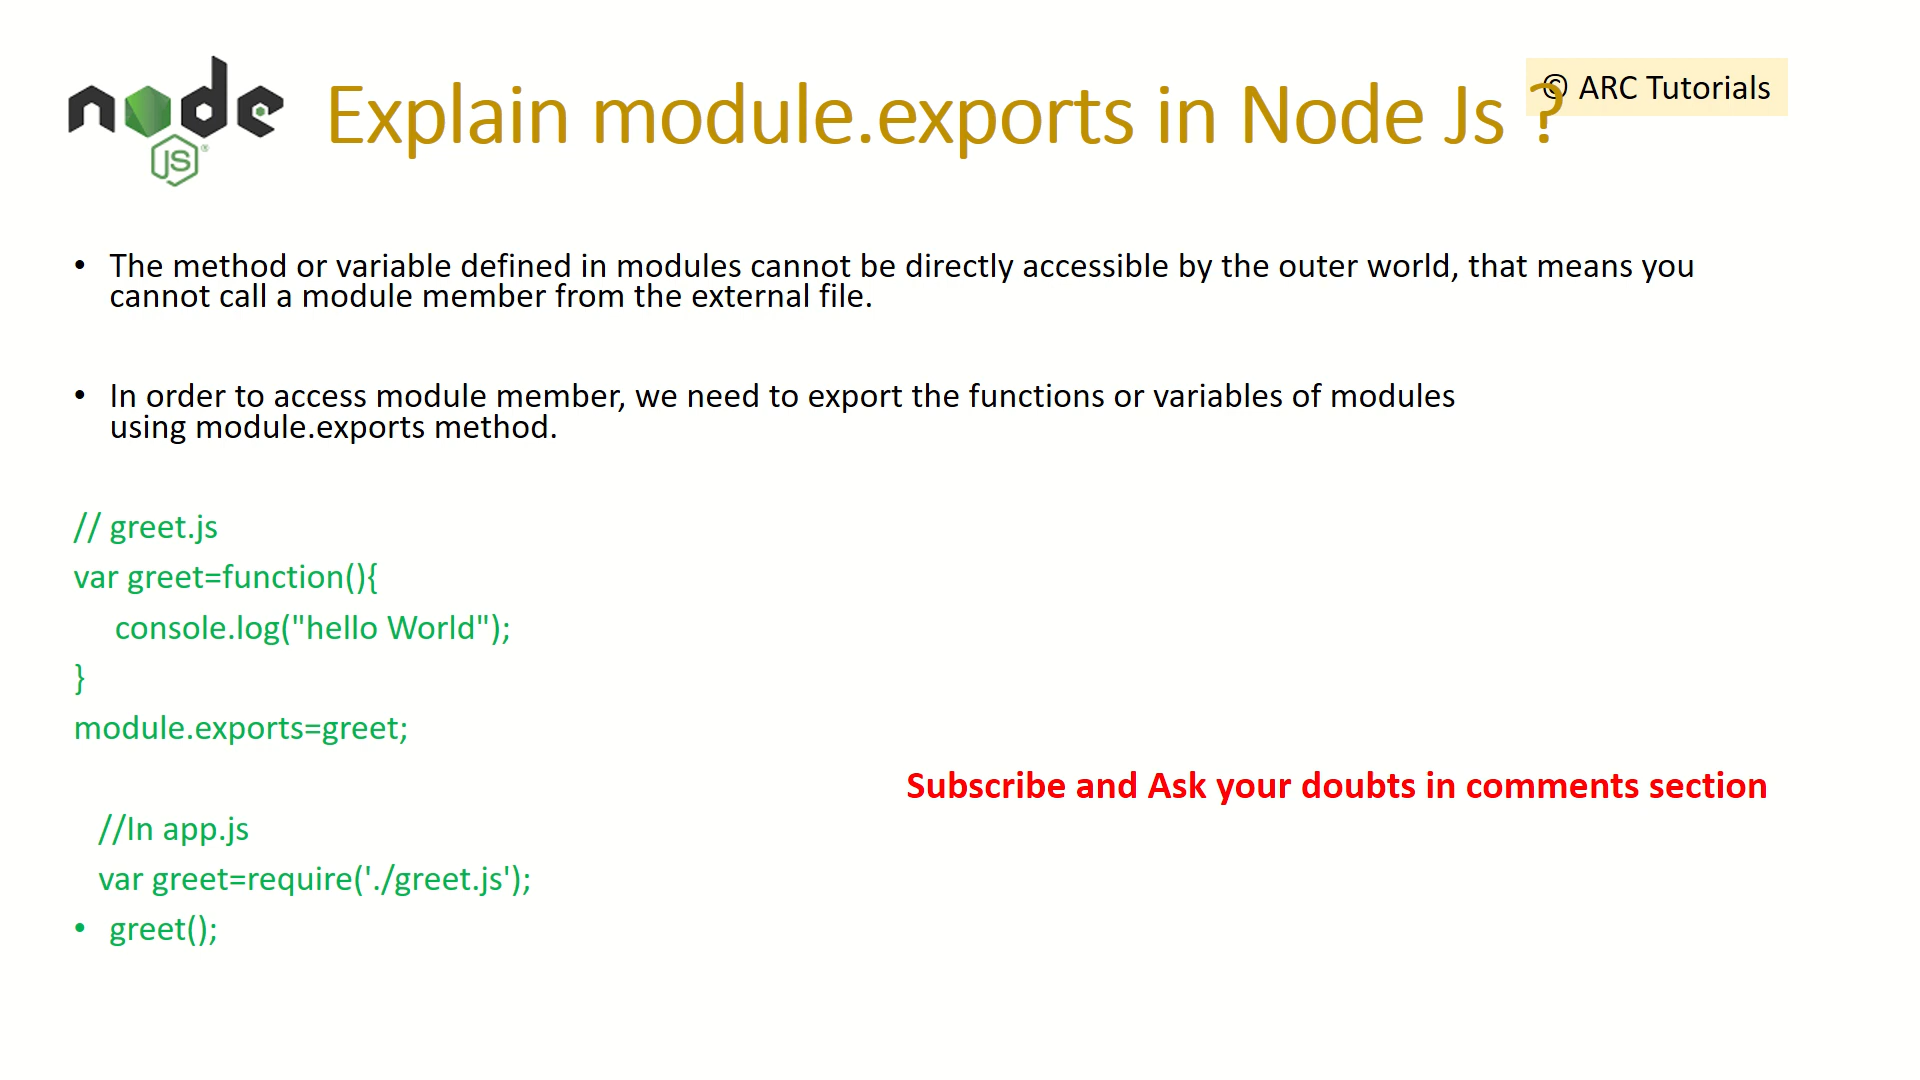 node
JS
®
Explain module.exports in Node Js ?
© ARC Tutorials
• The method or variable defined in modules cannot be directly accessible by the outer world, that means you
cannot call a module member from the external file.
• In order to access module member, we need to export the functions or variables of modules
using module.exports method.
// greet.js
var greet=function(){
console.log("hello World");
}
module.exports=greet;
Subscribe and Ask your doubts in comments section
//In app.js
var greet=require('./greet.js');
• greet();